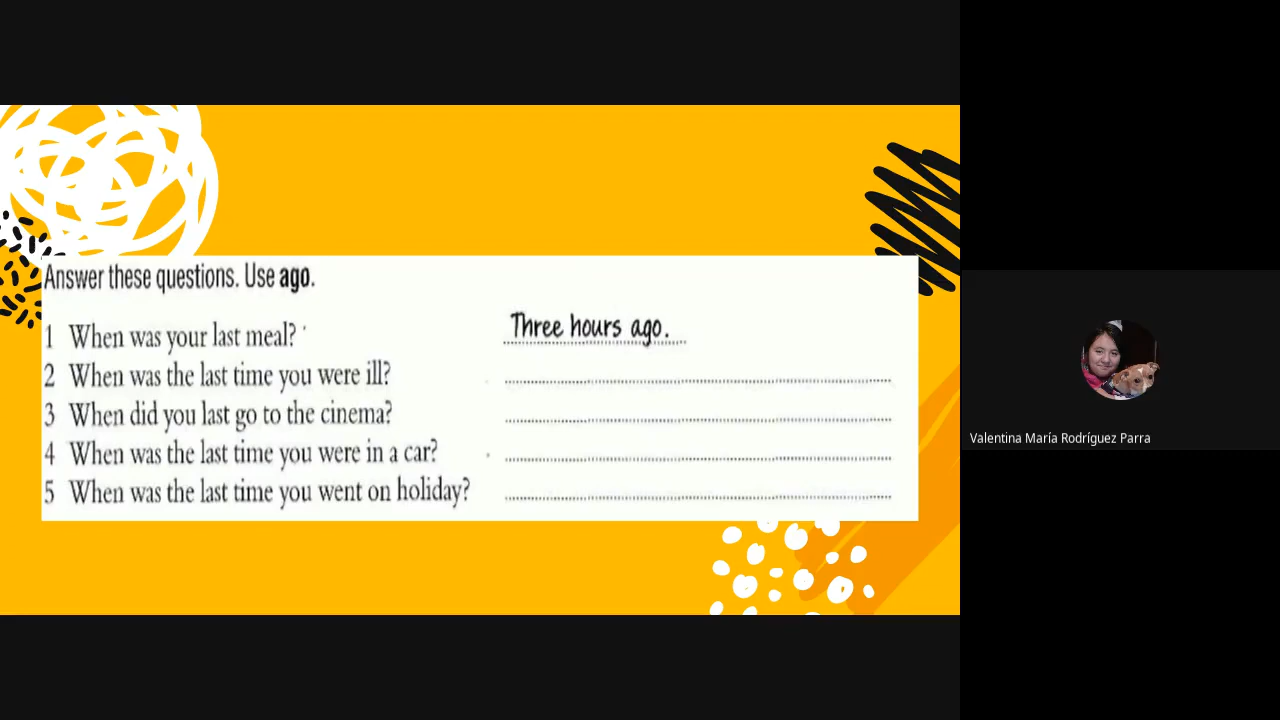 Answer these questions. Use ago.
1 When was your last meal? Three hours ago.
2 When was the last time you were ill?
3 When did you last go to the cinema?
4 When was the last time you were in a car?
5 When was the last time you went on holiday?
Valentina María Rodríguez Parra